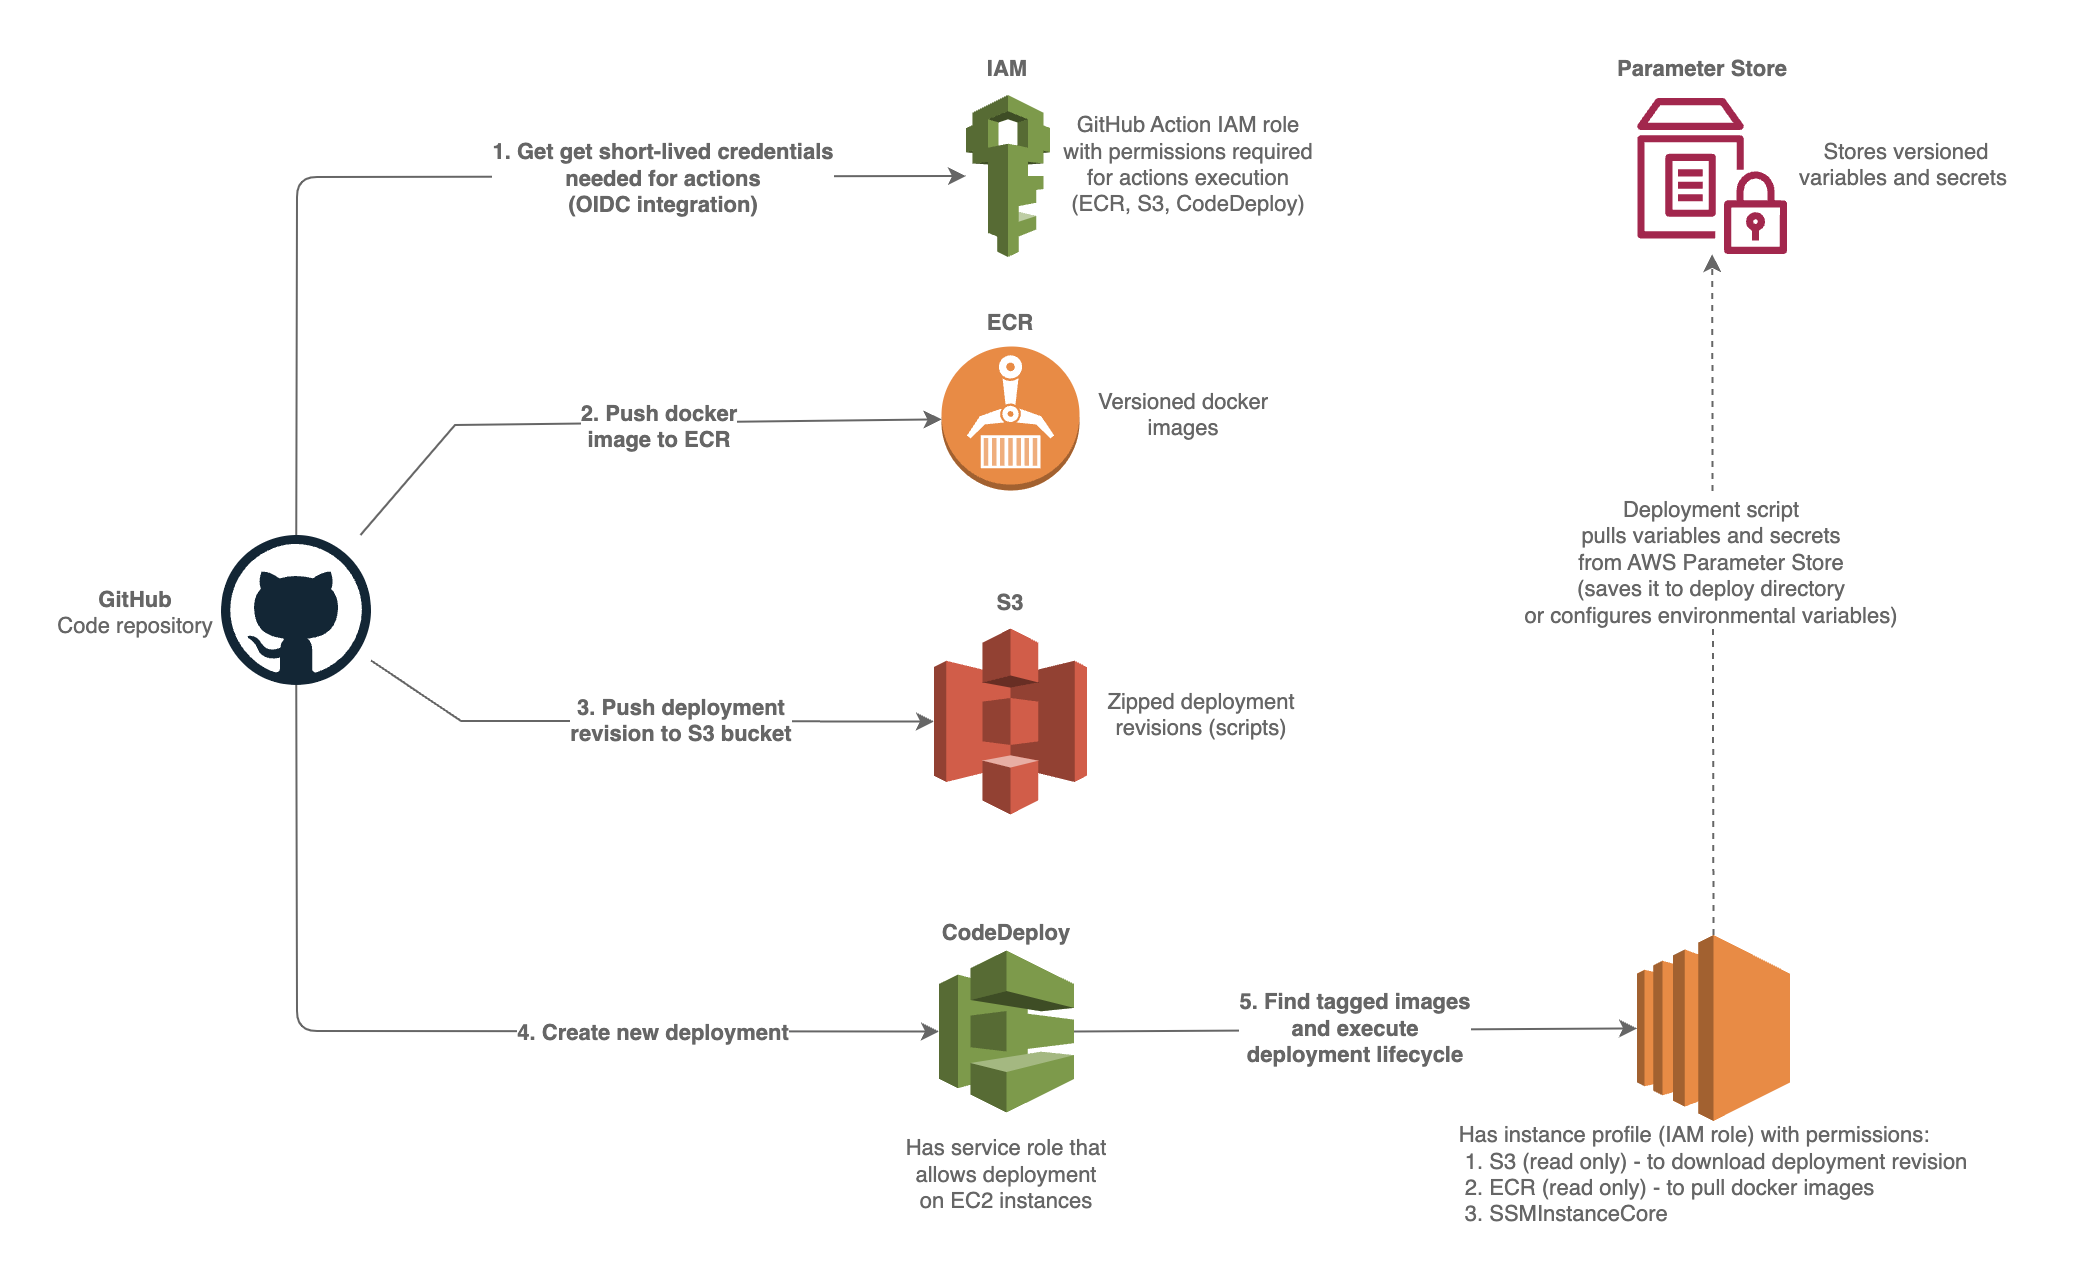 IAM
GitHub Action IAM role
with permissions required
for actions execution
(ECR, S3, CodeDeploy)
Parameter Store
Stores versioned
variables and secrets
1. Get get short-lived credentials
needed for actions
(OIDC integration)
ECR
2. Push docker
image to ECR
Versioned docker
images
Deployment script
pulls variables and secrets
from AWS Parameter Store
(saves it to deploy directory
or configures environmental variables)
GitHub
Code repository
S3
3. Push deployment
revision to S3 bucket
Zipped deployment
revisions (scripts)
CodeDeploy
4. Create new deployment
5. Find tagged images
and execute
deployment lifecycle
Has service role that
allows deployment
on EC2 instances
Has instance profile (IAM role) with permissions:
1. S3 (read only) - to download deployment revision
2. ECR (read only) - to pull docker images
3. SSMInstanceCore